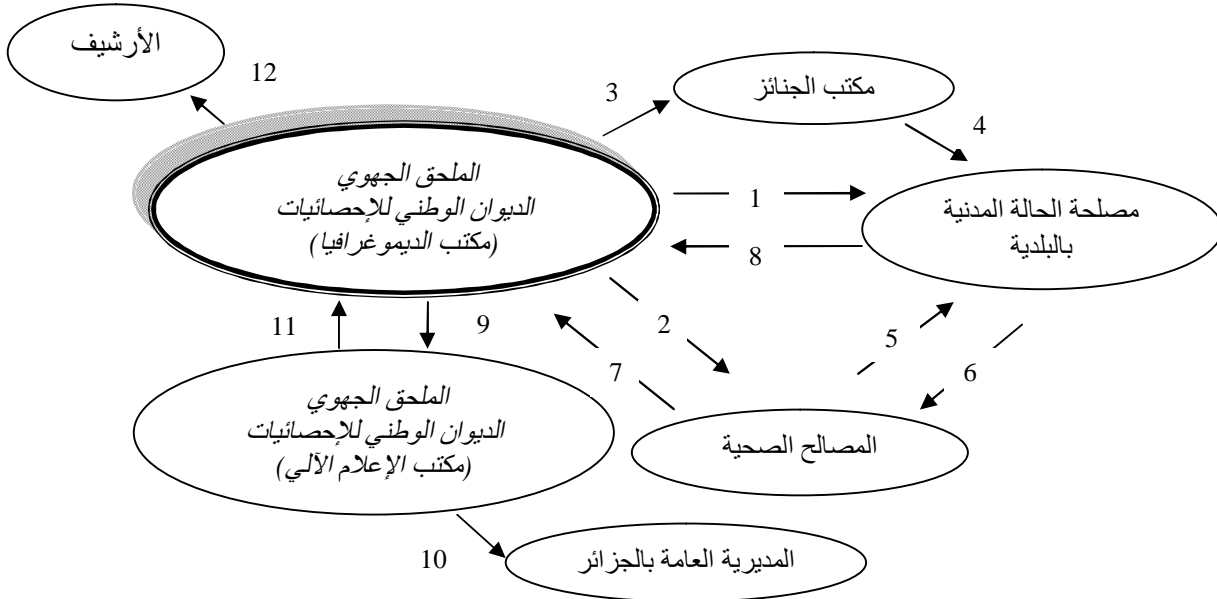 الأرشيف
12
3
مكتب الجنائز
4
الملحق الجهوي
الديوان الوطني للإحصائيات
(مكتب الديموغرافيا)
1
8
مصلحة الحالة المدنية
بالبلدية
11
9
2
7
5
6
الملحق الجهوي
الديوان الوطني للإحصائيات
(مكتب الإعلام الآلي)
المصالح الصحية
10
المديرية العامة بالجزائر